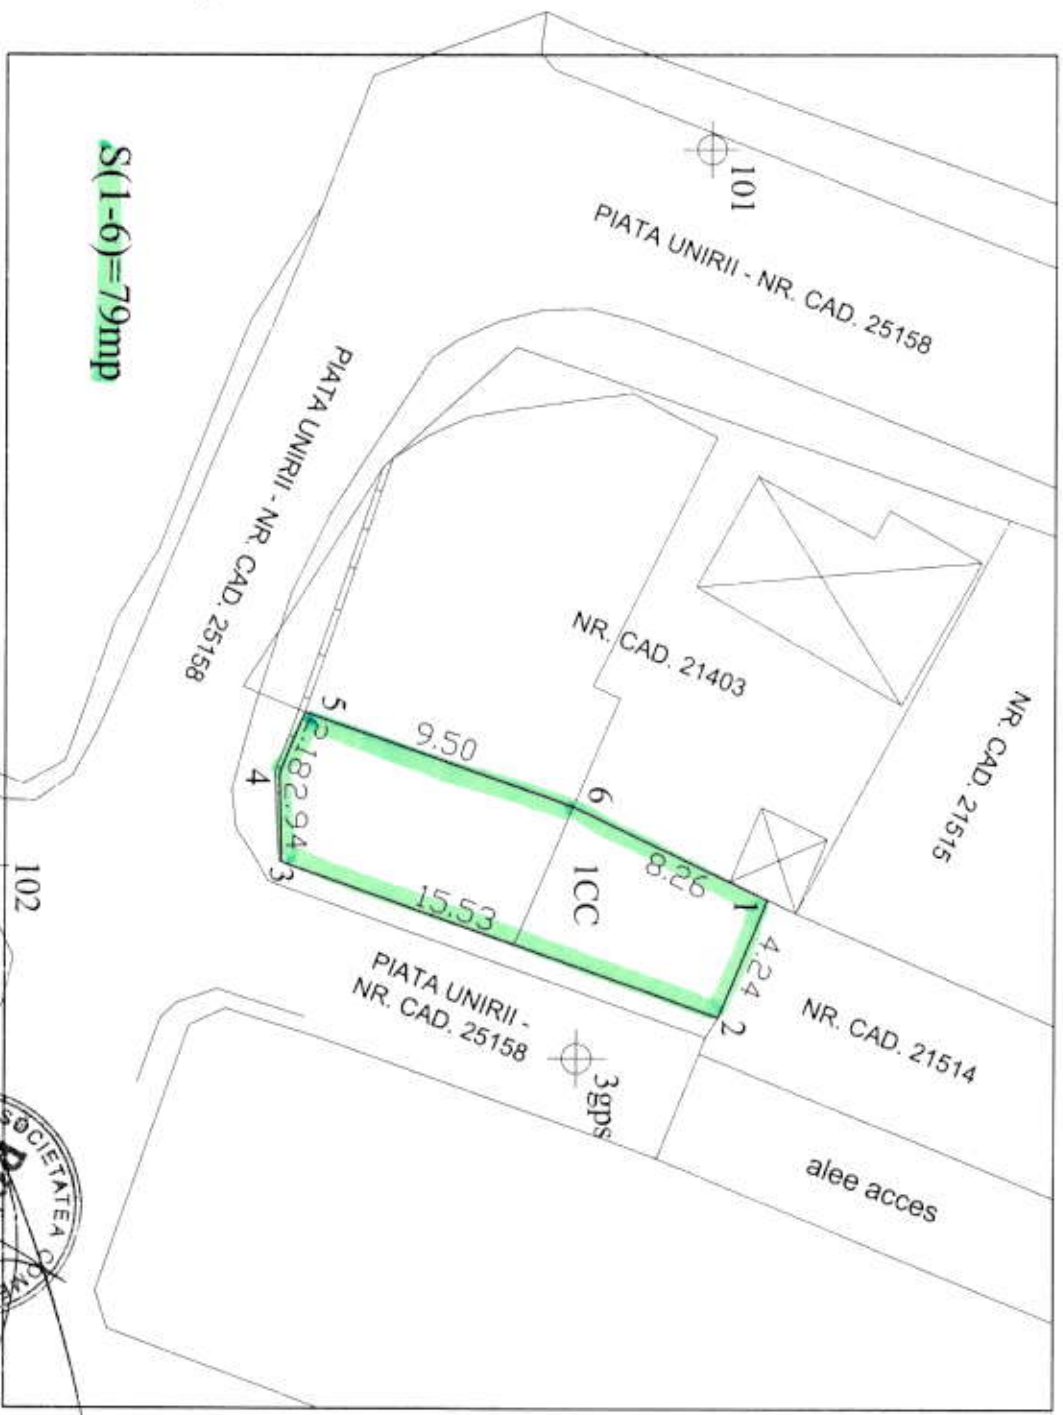 101
PIATA UNIRII - NR. CAD. 25158
S(1-6)=79mp
PIATA UNIRII - NR. CAD. 25158
NR. CAD. 21403
NR. CAD. 21515
5
9.50
6
8.26
1
4.24
2
1CC
2.18
4
2.94
3
15.53
102
PIATA UNIRII -
NR. CAD. 25158
3gps
NR. CAD. 21514
alee acces
SOCIETATEA